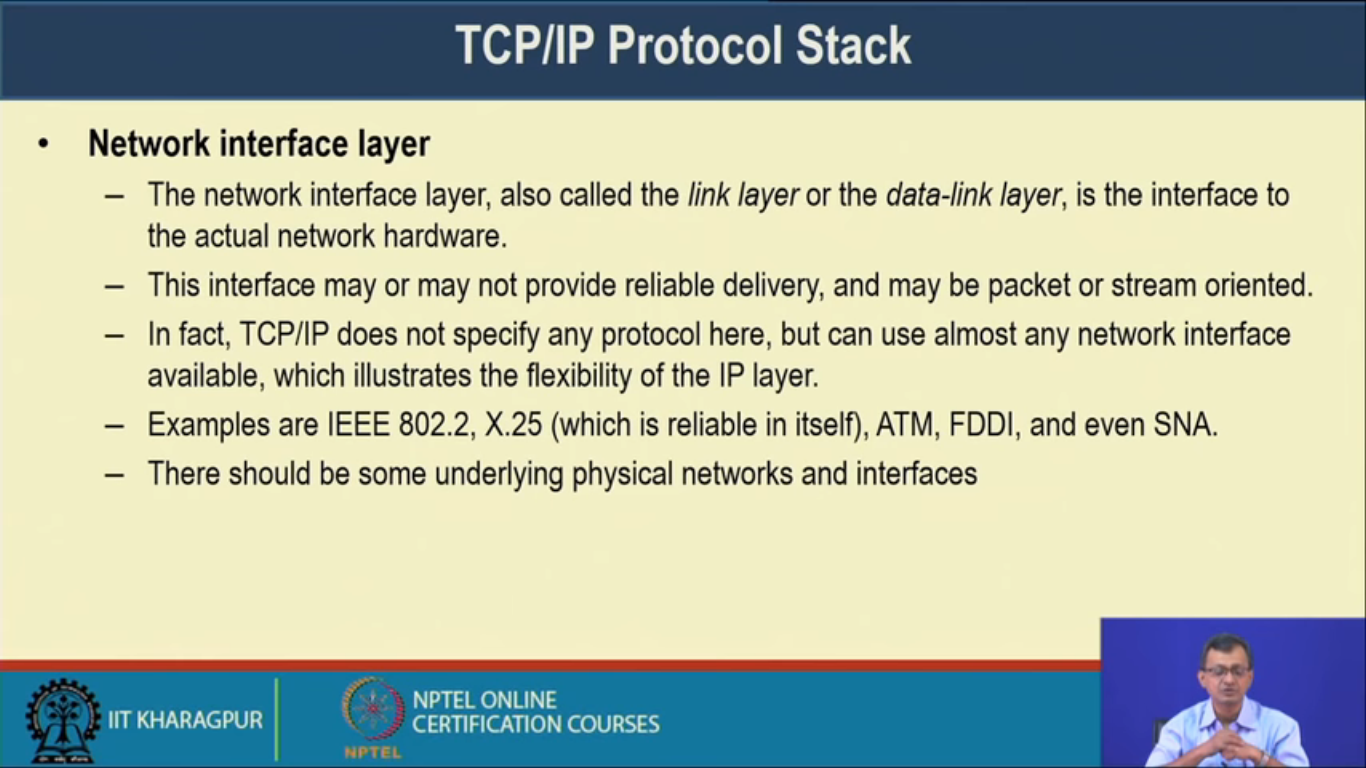 TCP/IP Protocol Stack
• Network interface layer
– The network interface layer, also called the link layer or the data-link layer, is the interface to
the actual network hardware.
– This interface may or may not provide reliable delivery, and may be packet or stream oriented.
– In fact, TCP/IP does not specify any protocol here, but can use almost any network interface
available, which illustrates the flexibility of the IP layer.
– Examples are IEEE 802.2, X.25 (which is reliable in itself), ATM, FDDI, and even SNA.
– There should be some underlying physical networks and interfaces
IIT KHARAGPUR
NPTEL
NPTEL ONLINE
CERTIFICATION COURSES